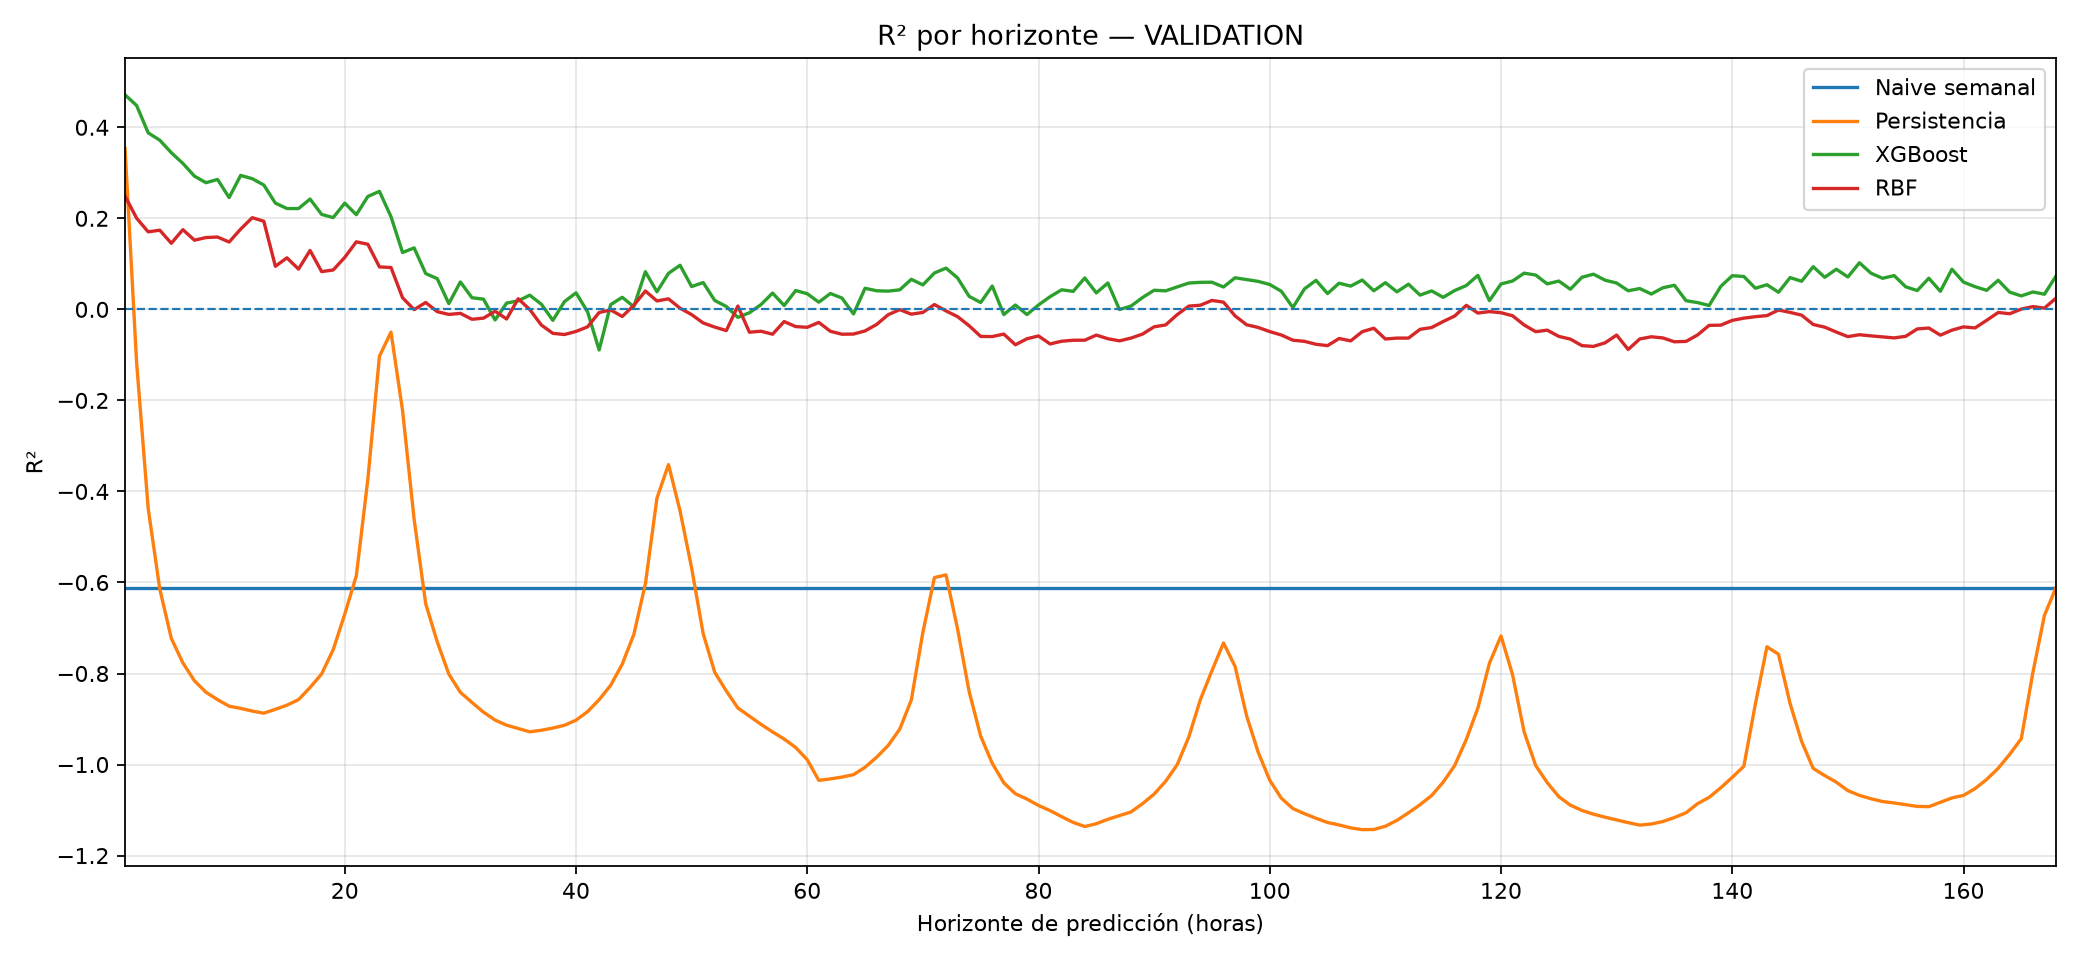 R² por horizonte — VALIDATION
Naive semanal
Persistencia
XGBoost
RBF
R²
0.4
0.2
0.0
−0.2
−0.4
−0.6
−0.8
−1.0
−1.2
20 40 60 80 100 120 140 160
Horizonte de predicción (horas)